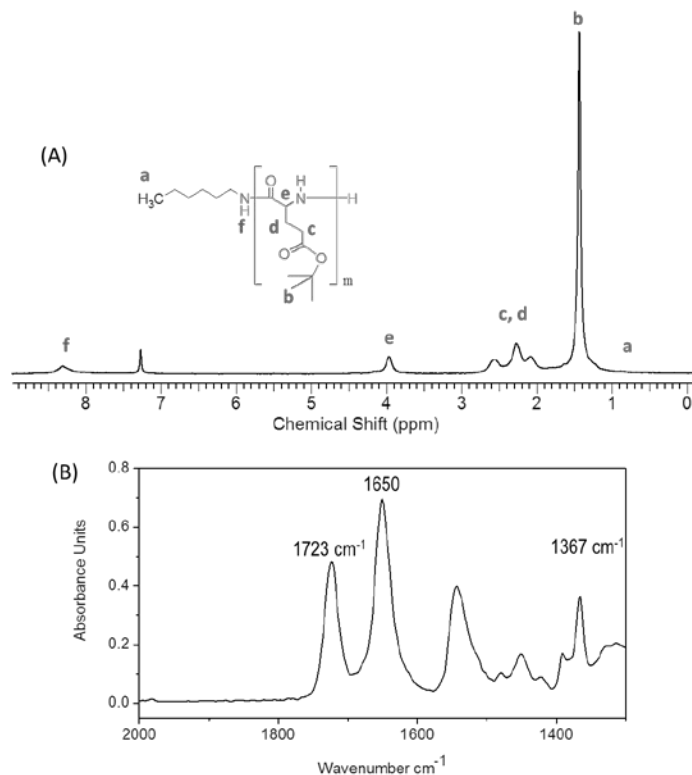 b
(A)
a
H₃C
N
H
f
O
e
H
N
H
d
c
O
O
b
m
f
e
c, d
a
8 7 6 5 4 3 2 1 0
Chemical Shift (ppm)
(B)
0.8
0.6
0.4
0.2
0.0
Absorbance Units
1723 cm⁻¹
1650
1367 cm⁻¹
2000 1800 1600 1400
Wavenumber cm⁻¹